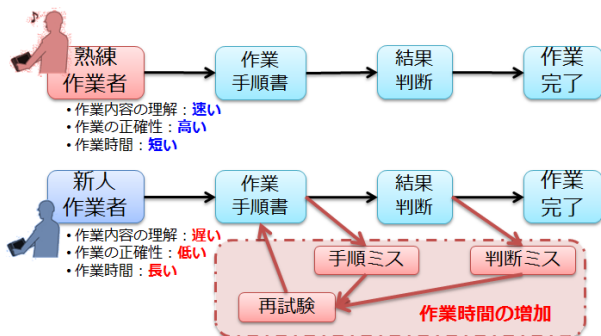 熟練
作業者
作業
手順書
結果
判断
作業
完了
• 作業内容の理解：速い
• 作業の正確性：高い
• 作業時間：短い
新人
作業者
作業
手順書
結果
判断
作業
完了
• 作業内容の理解：遅い
• 作業の正確性：低い
• 作業時間：長い
手順ミス
判断ミス
再試験
作業時間の増加